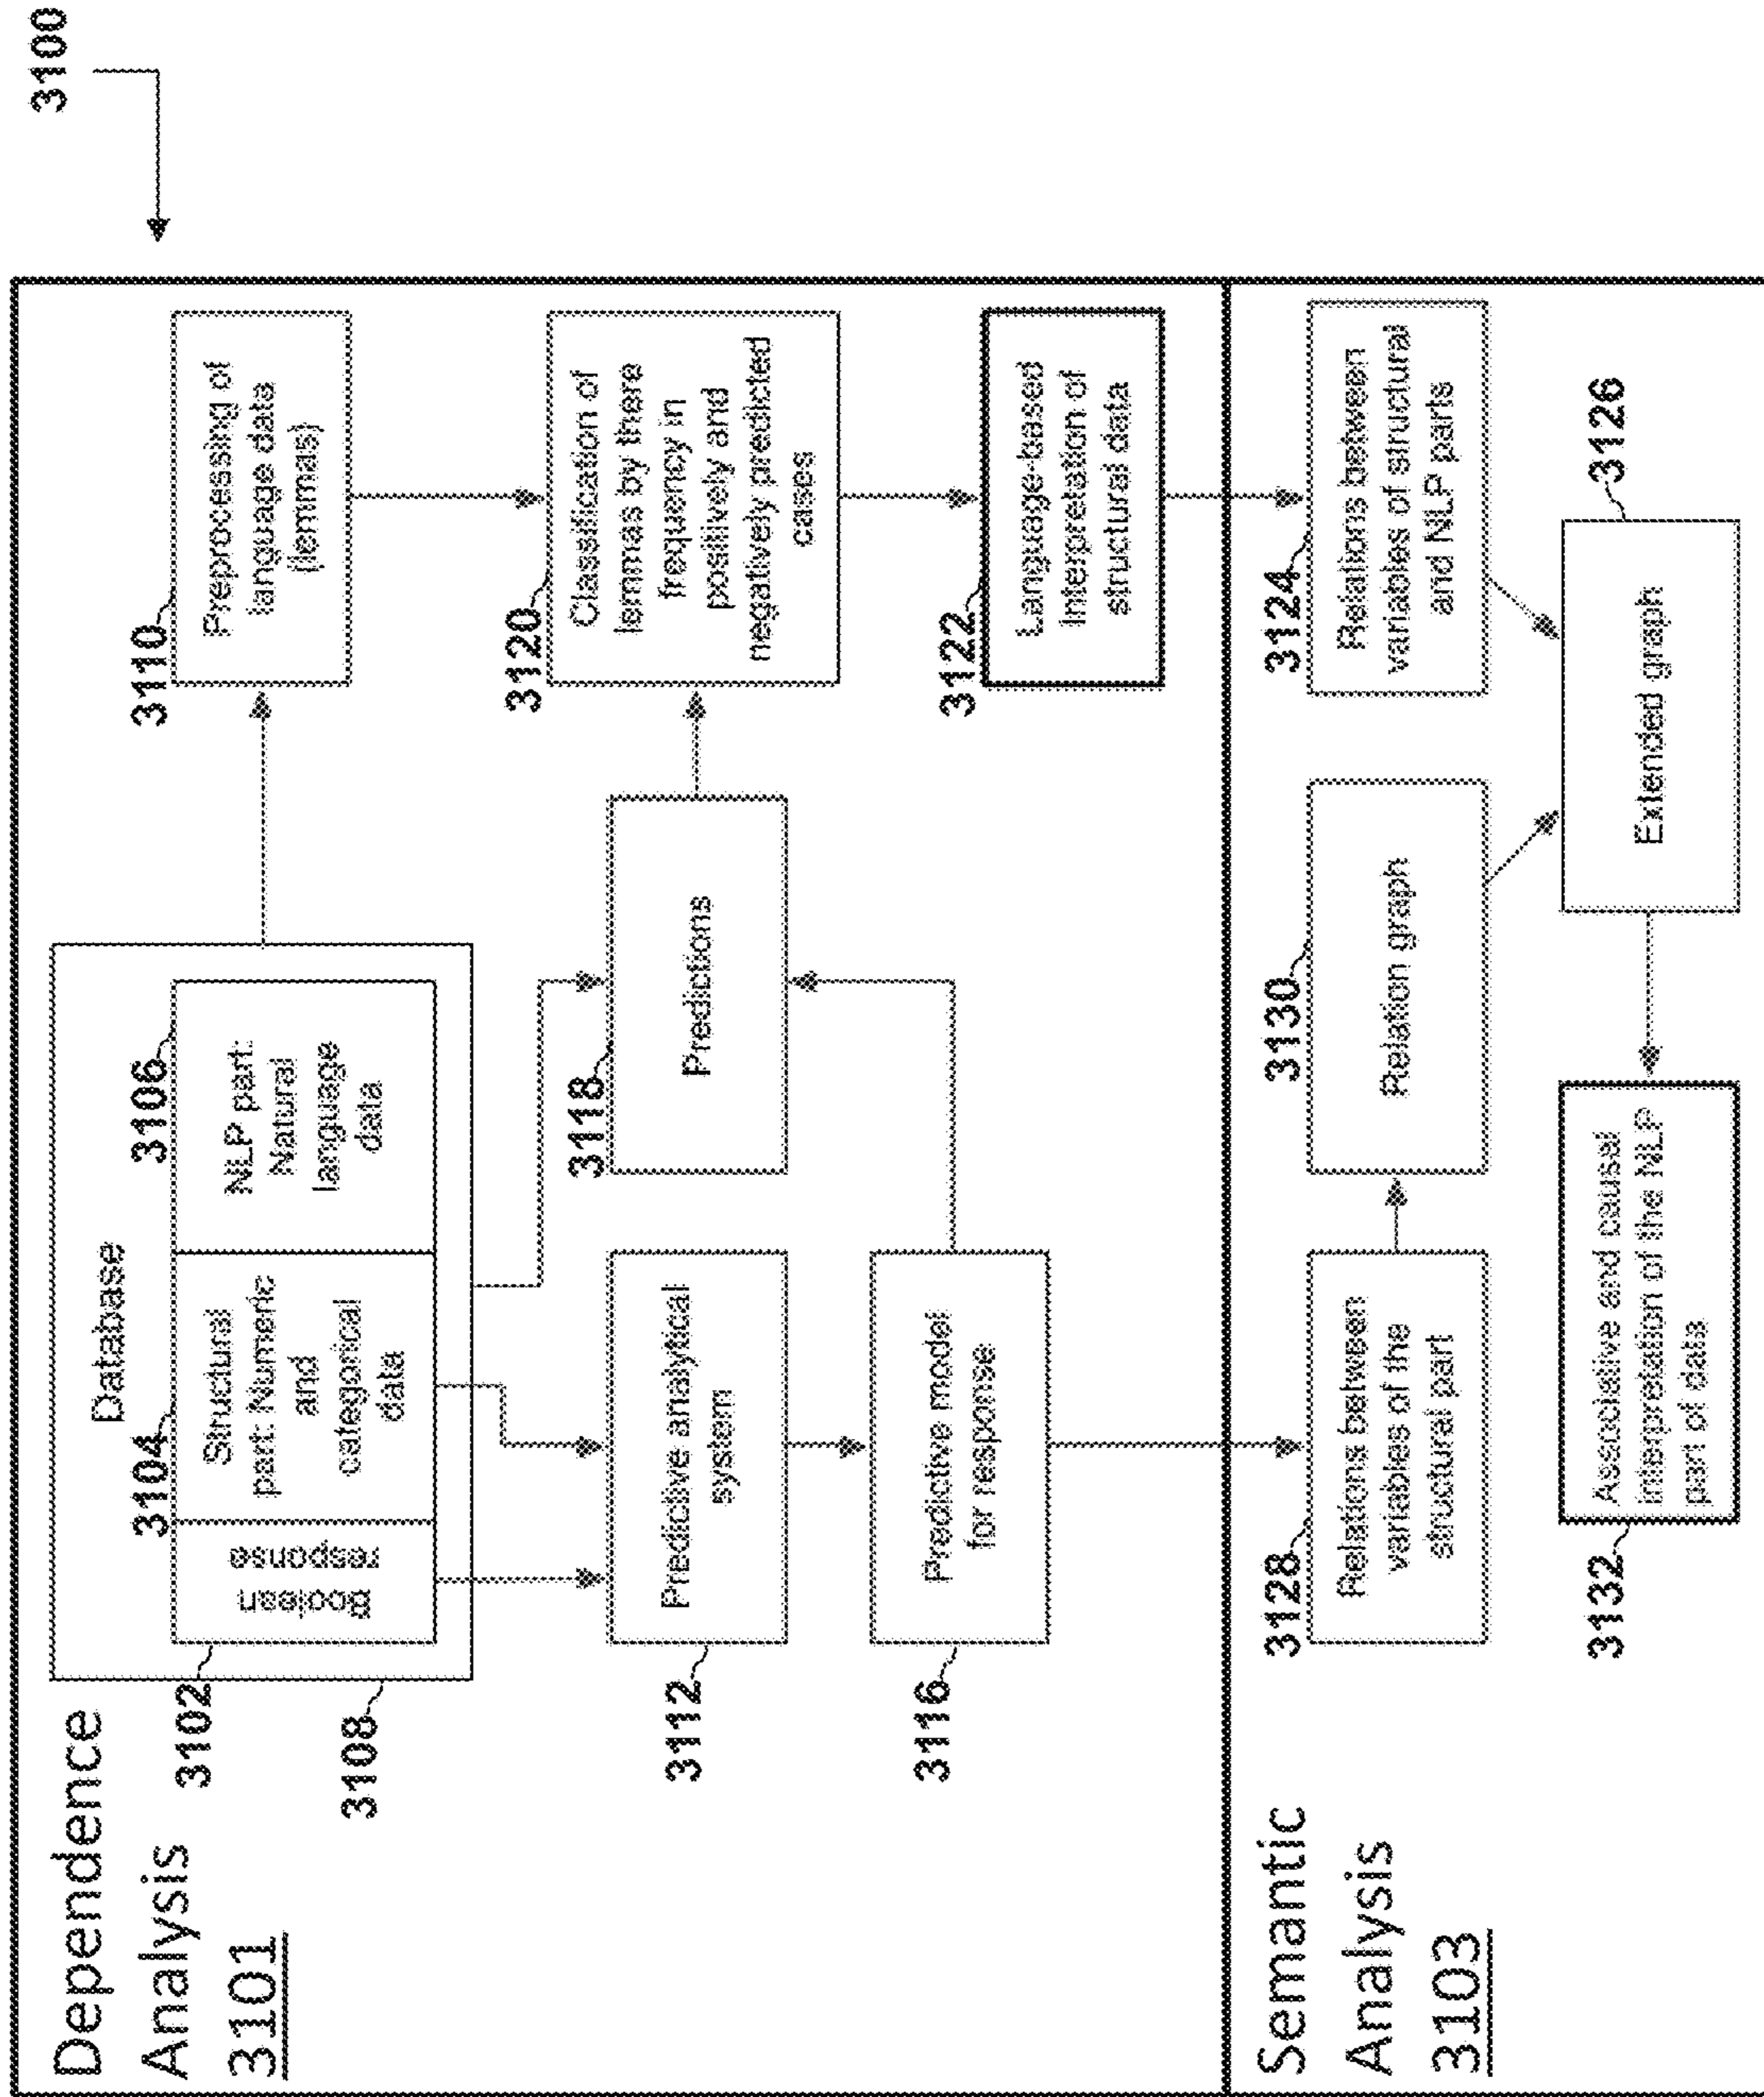 3100
Dependence
Analysis
3101
Database
3102
Boolean
response
3104
Structural
part: Numeric
and
categorical
data
3106
NLP part:
Natural
language
data
3108
3110
Preprocessing of
language data
(lemmas)
3112
Predictive analytical
system
3118
Predictions
3120
Classification of
lemmas by there
frequency in
positively and
negatively predicted
cases
3116
Predictive model
for response
3122
Language-based
interpretation of
structural data
Semantic
Analysis
3103
3128
Relations between
variables of the
structural part
3130
Relation graph
3124
Relations between
variables of structural
and NLP parts
3132
Associative and causal
interpretation of the NLP
part of data
Extended graph
3126